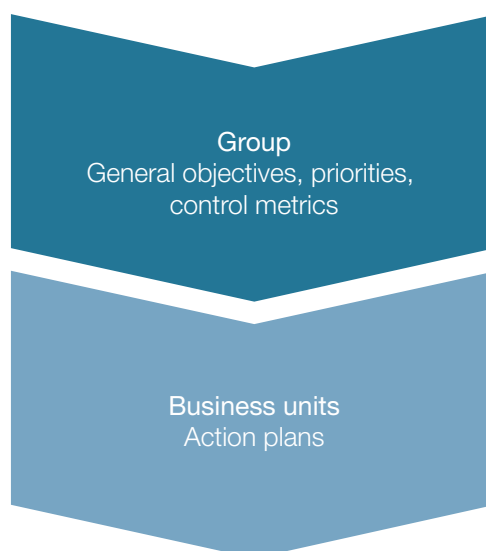 Group
General objectives, priorities,
control metrics
Business units
Action plans